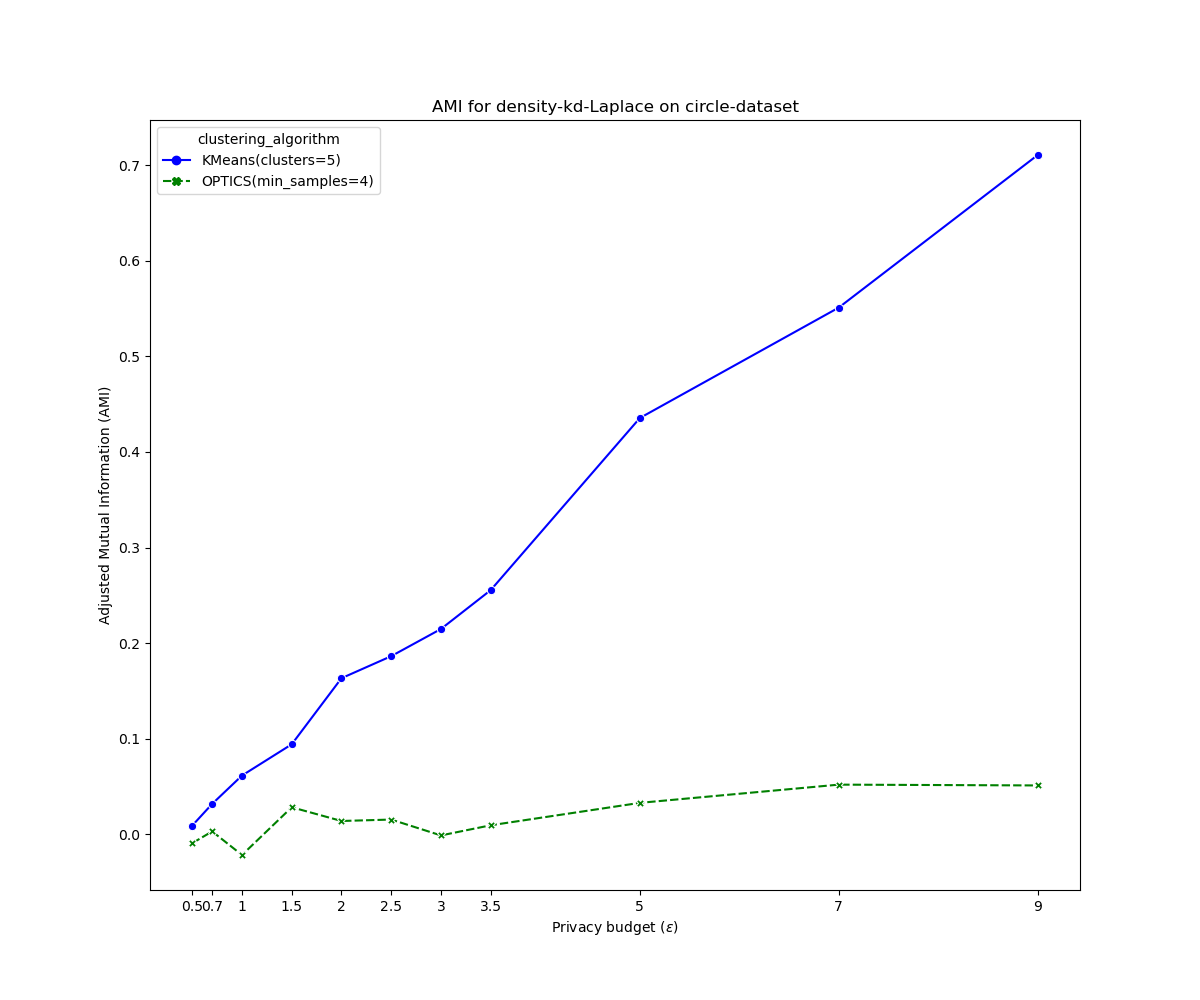 AMI for density-kd-Laplace on circle-dataset
clustering_algorithm
KMeans(clusters=5)
OPTICS(min_samples=4)
Adjusted Mutual Information (AMI)
0.7
0.6
0.5
0.4
0.3
0.2
0.1
0.0
0.5 0.7 1 1.5 2 2.5 3 3.5 5 7 9
Privacy budget (ε)